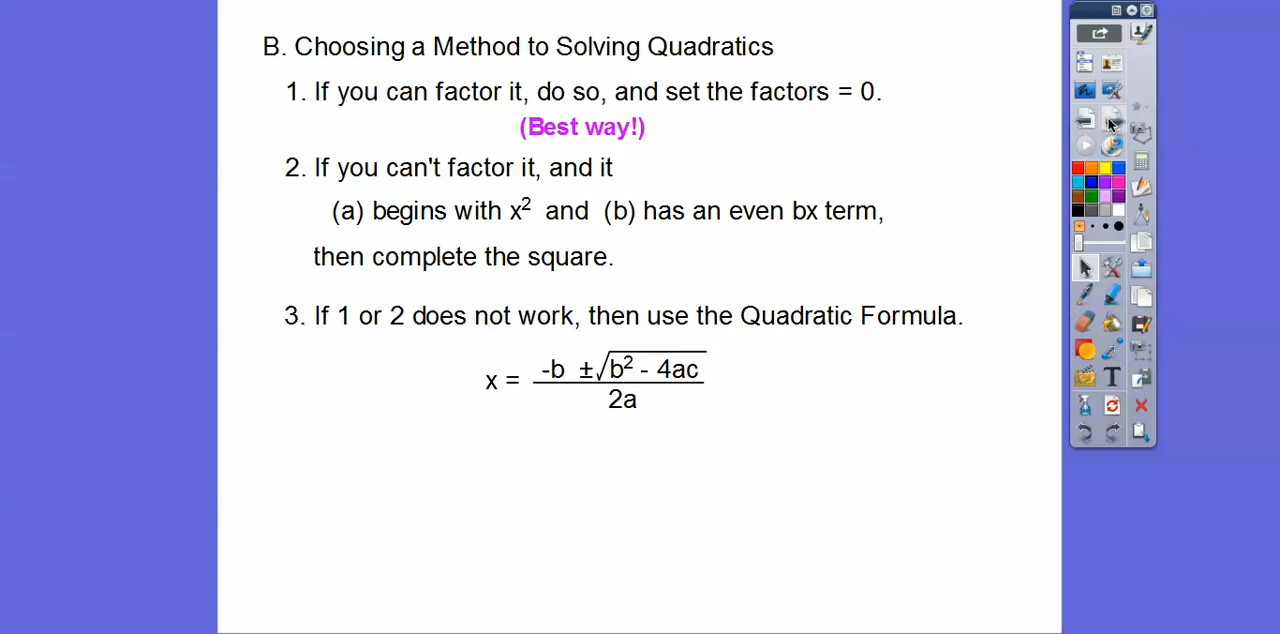 B. Choosing a Method to Solving Quadratics
1. If you can factor it, do so, and set the factors = 0.
(Best way!)
2. If you can't factor it, and it
(a) begins with x² and (b) has an even bx term,
then complete the square.
3. If 1 or 2 does not work, then use the Quadratic Formula.
x = -b ±√b² - 4ac / 2a
T